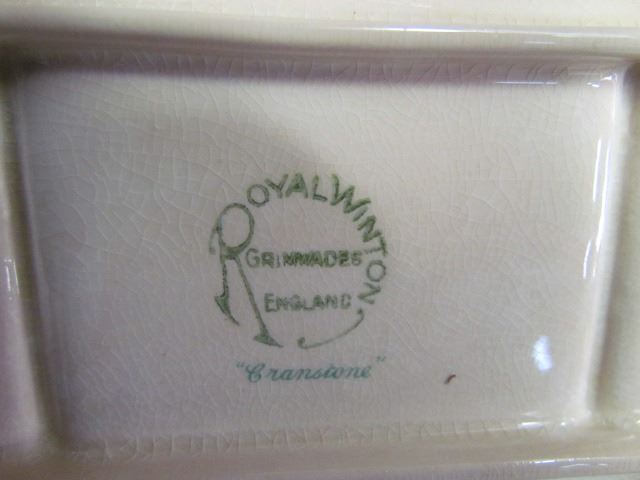 ROYAL WINTON
GRIMWADES
ENGLAND
"Cranstone"